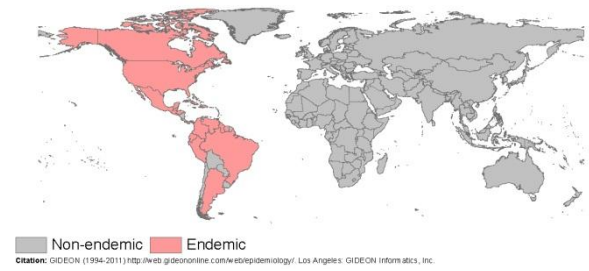 Non-endemic Endemic
Citation: GIDEON (1994-2011) http://web.gideononline.com/web/epidemiology/. Los Angeles: GIDEON Informatics, Inc.